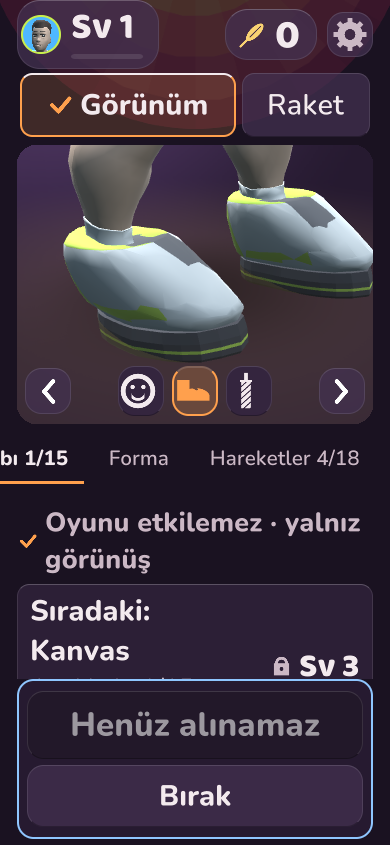 Sv 1
0
Görünüm
Raket
bı 1/15
Forma
Hareketler 4/18
Oyunu etkilemez · yalnız
görünüş
Sıradaki:
Kanvas
Sv 3
Henüz alınamaz
Bırak